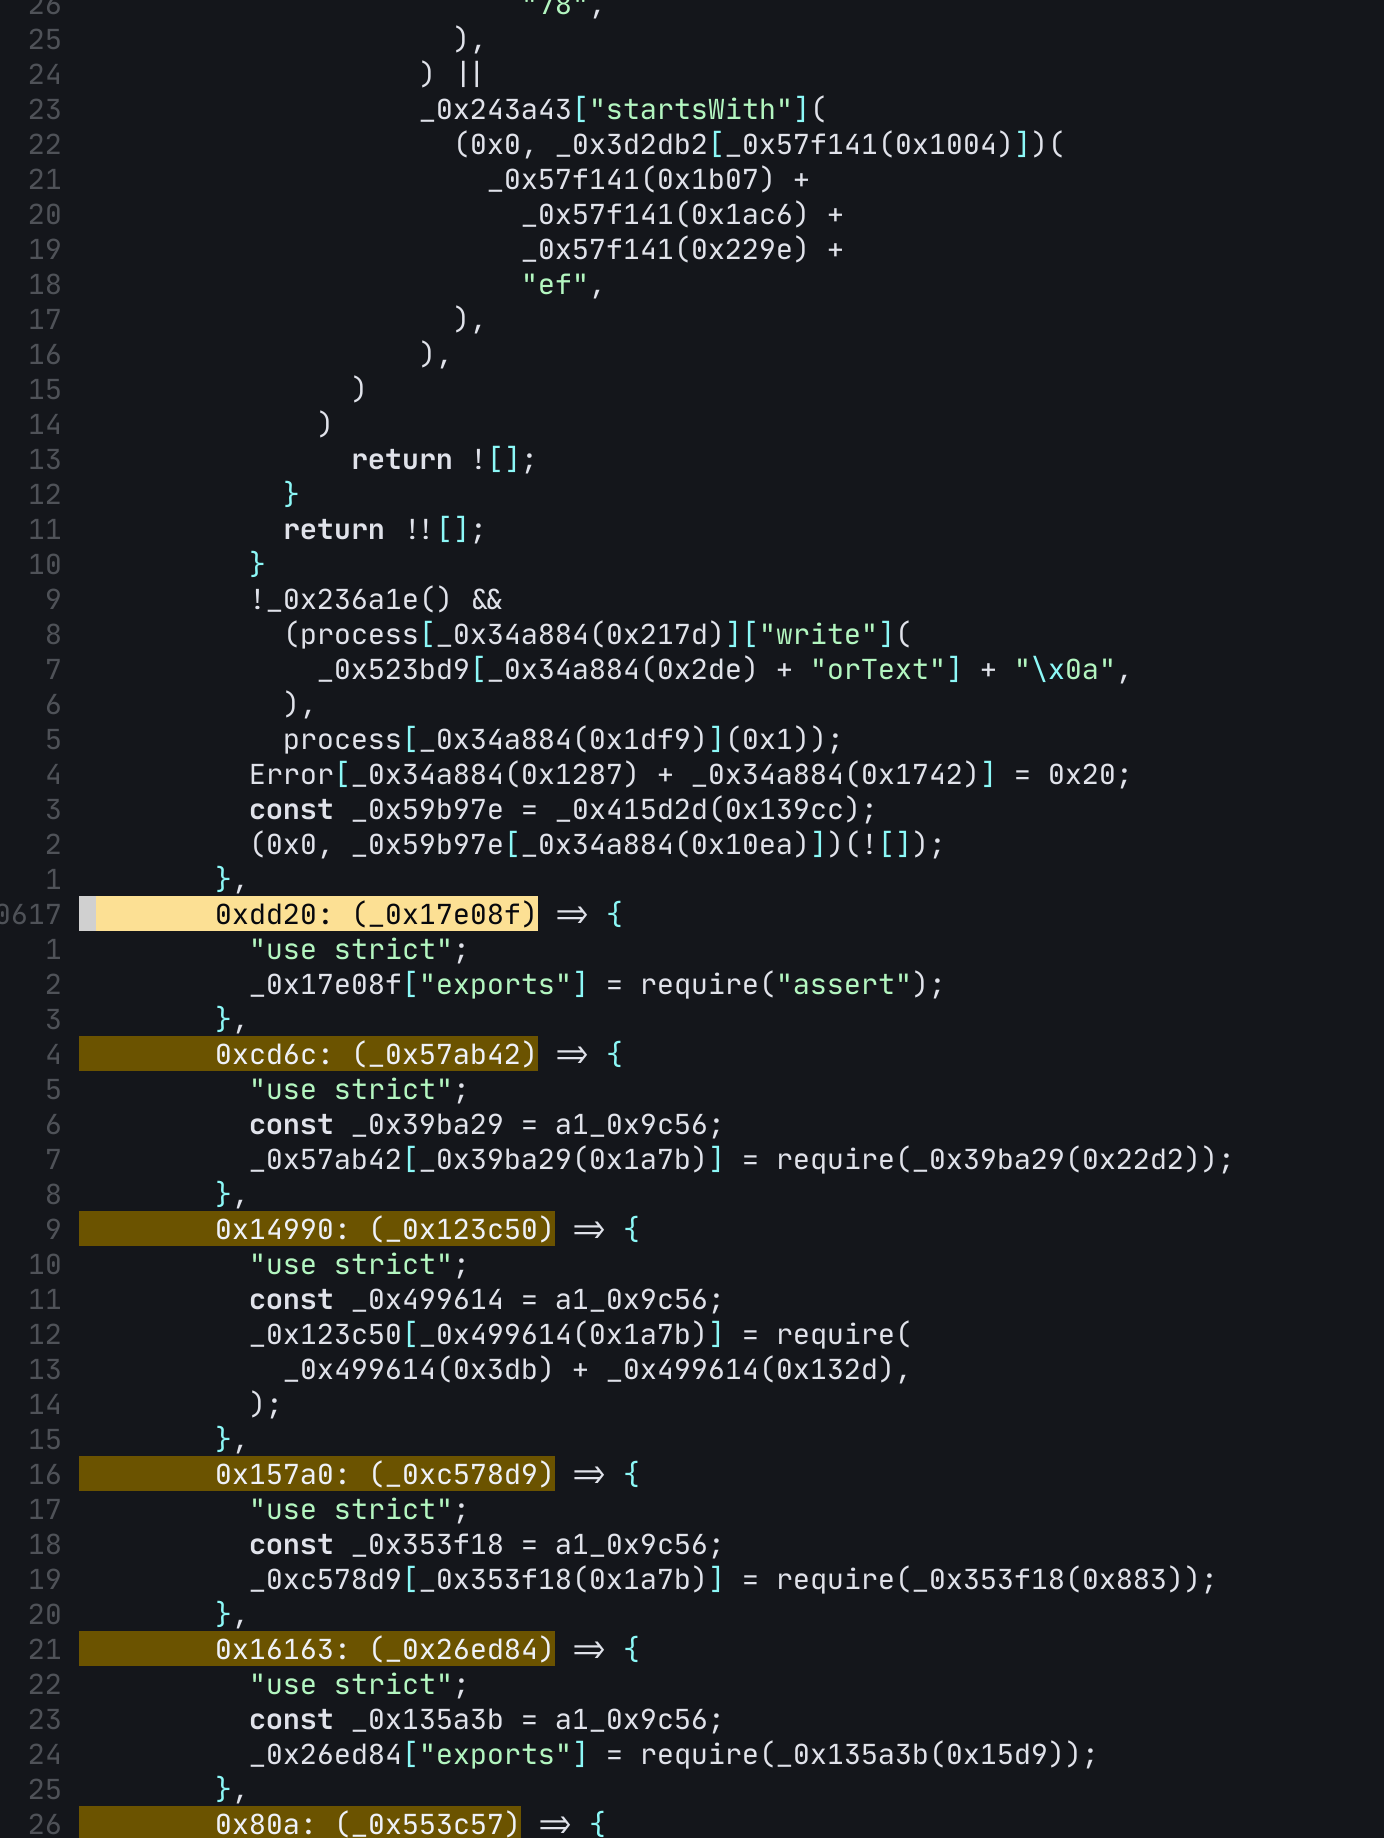 26 "78",
25 ),
24 ) ||
23 _0x243a43["startsWith"](
22 (0x0, _0x3d2db2[_0x57f141(0x1004)])(
21 _0x57f141(0x1b07) +
20 _0x57f141(0x1ac6) +
19 _0x57f141(0x229e) +
18 "ef",
17 ),
16 ),
15 )
14 )
13 return ![];
12 }
11 return !![];
10 }
9 !_0x236a1e() &&
8 (process[_0x34a884(0x217d)]["write"](
7 _0x523bd9[_0x34a884(0x2de) + "orText"] + "\x0a",
6 ),
5 process[_0x34a884(0x1df9)](0x1));
4 Error[_0x34a884(0x1287) + _0x34a884(0x1742)] = 0x20;
3 const _0x59b97e = _0x415d2d(0x139cc);
2 (0x0, _0x59b97e[_0x34a884(0x10ea)])(![]);
1 },
0617 0xdd20: (_0x17e08f) => {
1 "use strict";
2 _0x17e08f["exports"] = require("assert");
3 },
4 0xcd6c: (_0x57ab42) => {
5 "use strict";
6 const _0x39ba29 = a1_0x9c56;
7 _0x57ab42[_0x39ba29(0x1a7b)] = require(_0x39ba29(0x22d2));
8 },
9 0x14990: (_0x123c50) => {
10 "use strict";
11 const _0x499614 = a1_0x9c56;
12 _0x123c50[_0x499614(0x1a7b)] = require(
13 _0x499614(0x3db) + _0x499614(0x132d),
14 );
15 },
16 0x157a0: (_0xc578d9) => {
17 "use strict";
18 const _0x353f18 = a1_0x9c56;
19 _0xc578d9[_0x353f18(0x1a7b)] = require(_0x353f18(0x883));
20 },
21 0x16163: (_0x26ed84) => {
22 "use strict";
23 const _0x135a3b = a1_0x9c56;
24 _0x26ed84["exports"] = require(_0x135a3b(0x15d9));
25 },
26 0x80a: (_0x553c57) => {